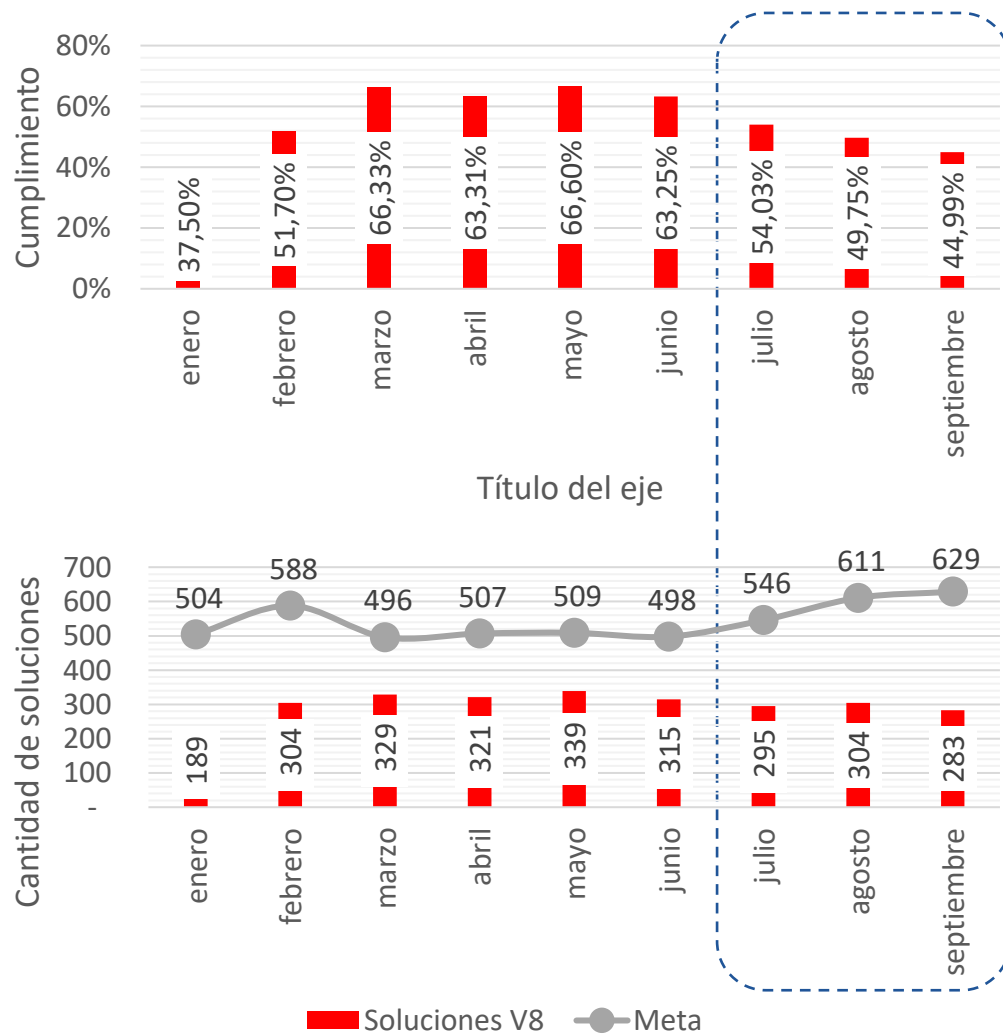 Cumplimiento
80%
60%
40%
20%
0%
37,50%
51,70%
66,33%
63,31%
66,60%
63,25%
54,03%
49,75%
44,99%
enero
febrero
marzo
abril
mayo
junio
julio
agosto
septiembre
Título del eje
Cantidad de soluciones
700
600
500
400
300
200
100
-
504
588
496
507
509
498
546
611
629
189
304
329
321
339
315
295
304
283
enero
febrero
marzo
abril
mayo
junio
julio
agosto
septiembre
Soluciones V8
Meta